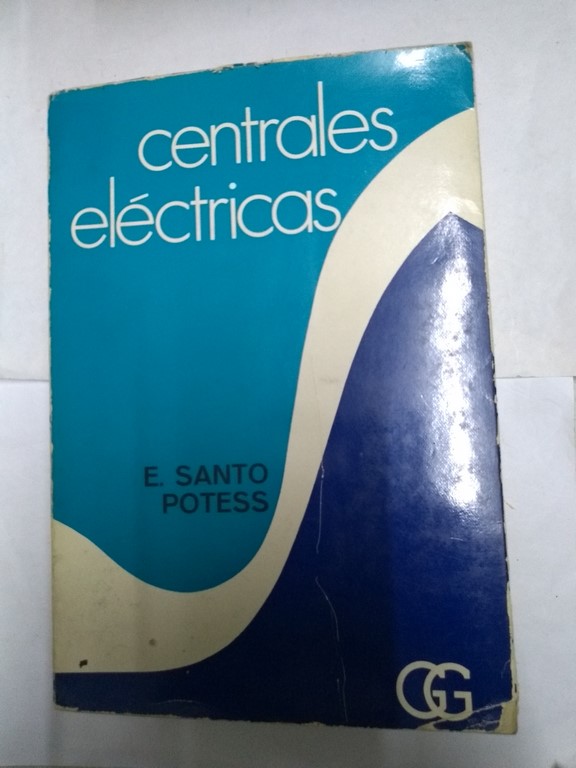 centrales
eléctricas
E. SANTO
POTESS
GG